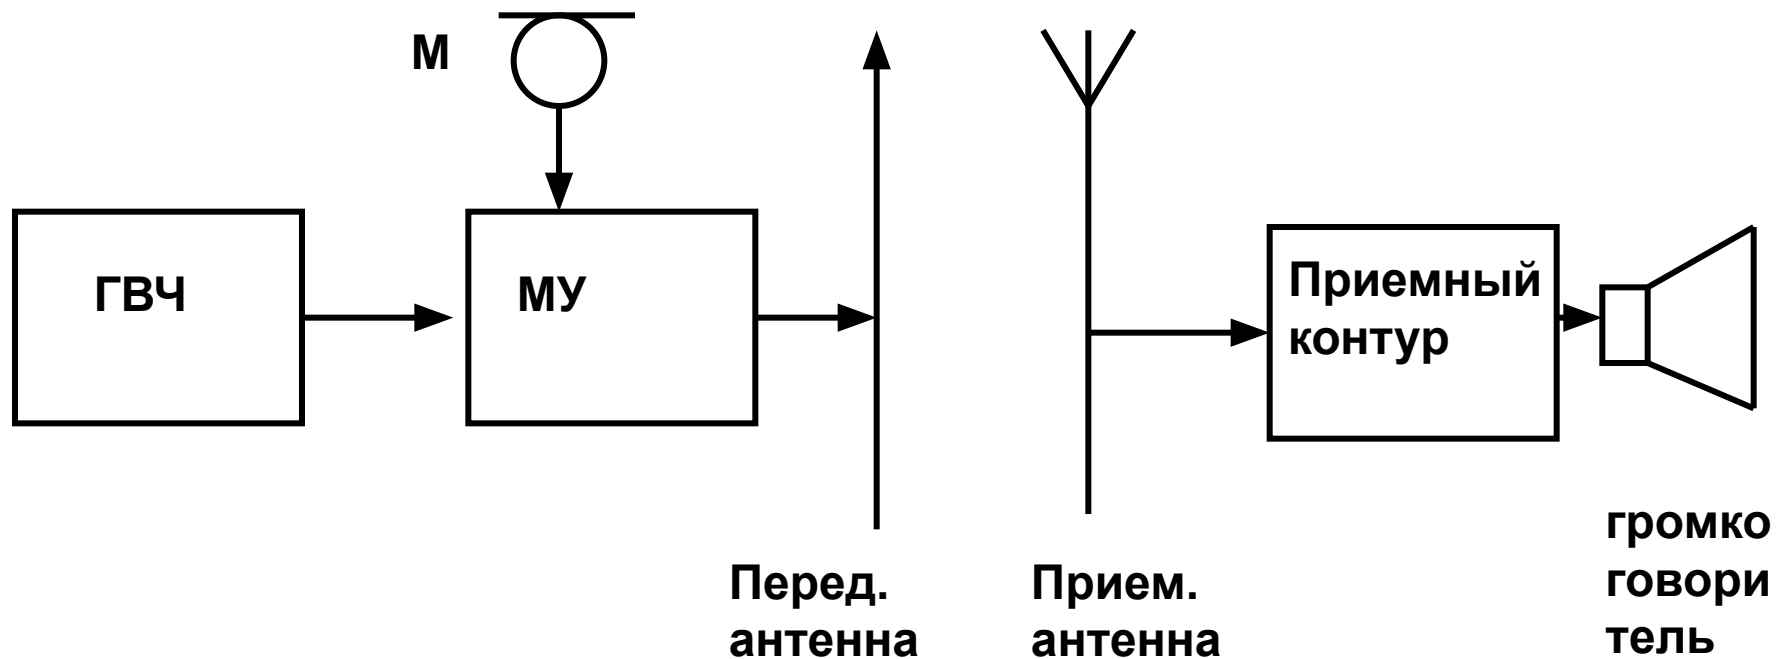 М
ГВЧ
МУ
Приемный
контур
Перед.
антенна
Прием.
антенна
громко
говори
тель